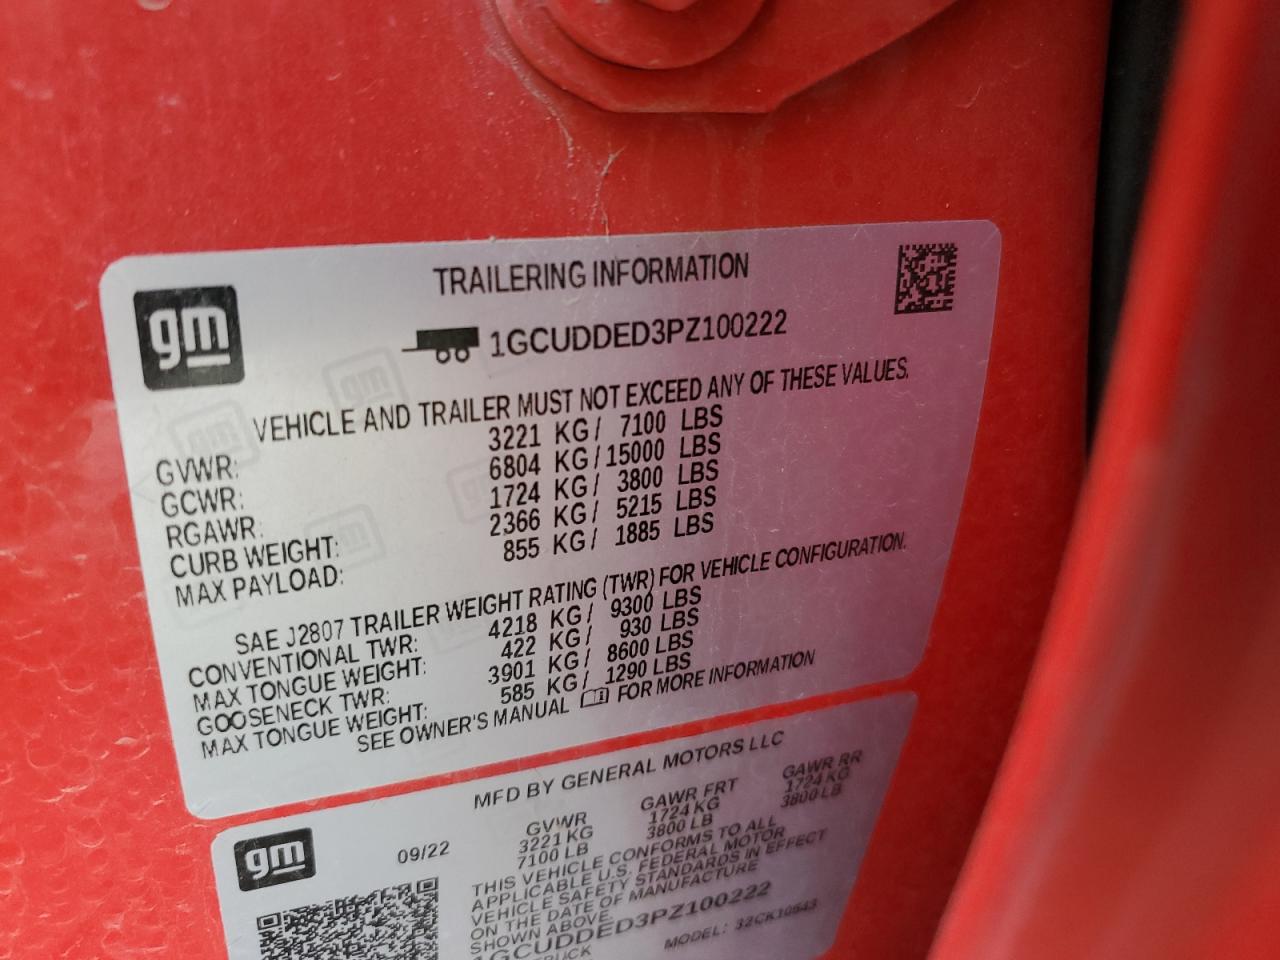 gm
TRAILERING INFORMATION
1GCUDDED3PZ100222
VEHICLE AND TRAILER MUST NOT EXCEED ANY OF THESE VALUES.
GVWR: 3221 KG/ 7100 LBS
GCWR: 6804 KG/15000 LBS
RGAWR: 1724 KG/ 3800 LBS
CURB WEIGHT: 2366 KG/ 5215 LBS
MAX PAYLOAD: 855 KG/ 1885 LBS
SAE J2807 TRAILER WEIGHT RATING (TWR) FOR VEHICLE CONFIGURATION.
CONVENTIONAL TWR: 4218 KG/ 9300 LBS
MAX TONGUE WEIGHT: 422 KG/ 930 LBS
GOOSENECK TWR: 3901 KG/ 8600 LBS
MAX TONGUE WEIGHT: 585 KG/ 1290 LBS
SEE OWNER'S MANUAL FOR MORE INFORMATION
MFD BY GENERAL MOTORS LLC
gm
09/22
GVWR GAWR FRT GAWR RR
3221 KG 1724 KG 1724 KG
7100 LB 3800 LB 3800 LB
THIS VEHICLE CONFORMS TO ALL
APPLICABLE U.S. FEDERAL MOTOR
VEHICLE SAFETY STANDARDS IN EFFECT
ON THE DATE OF MANUFACTURE
SHOWN ABOVE.
1GCUDDED3PZ100222
TRUCK MODEL: 32CK10543